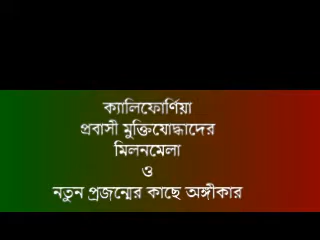 ক্যালিফোর্ণিয়া
প্রবাসী মুক্তিযোদ্ধাদের
মিলনমেলা
ও
নতুন প্রজন্মের কাছে অঙ্গীকার